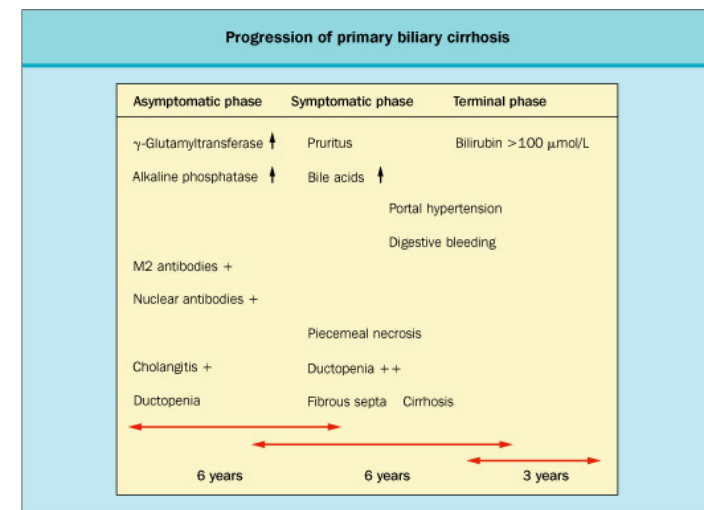 Progression of primary biliary cirrhosis
Asymptomatic phase Symptomatic phase Terminal phase
γ-Glutamyltransferase Pruritus Bilirubin >100 μmol/L
Alkaline phosphatase Bile acids
Portal hypertension
Digestive bleeding
M2 antibodies +
Nuclear antibodies +
Piecemeal necrosis
Cholangitis + Ductopenia ++
Ductopenia Fibrous septa Cirrhosis
6 years 6 years 3 years